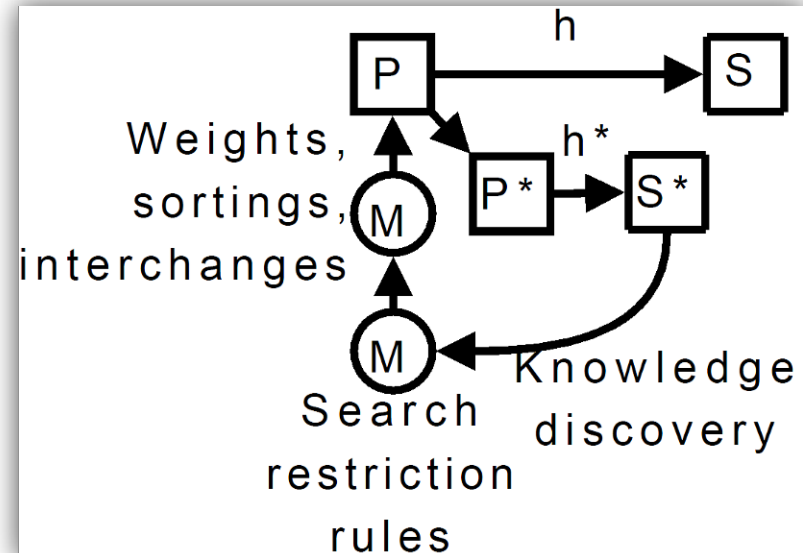 h
P
S
Weights,
sortings,
interchanges
h*
P*
S*
M
M
Knowledge
discovery
Search
restriction
rules